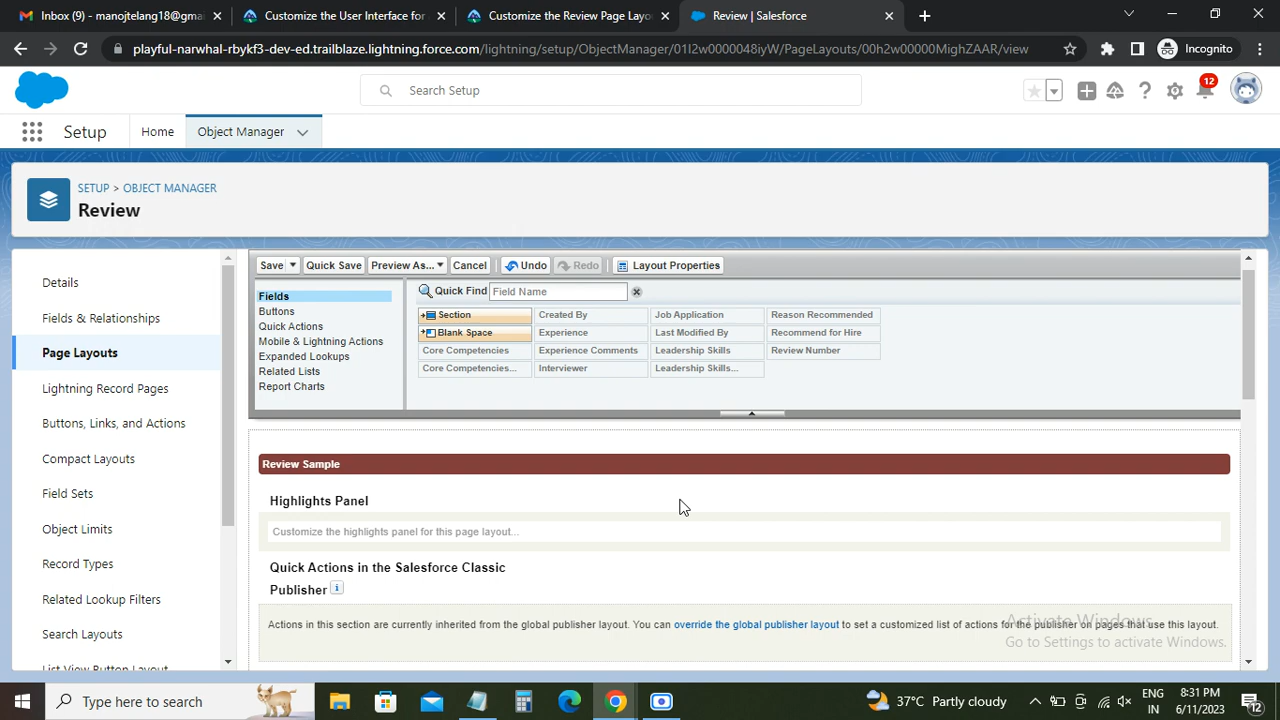 Inbox (9) - manojtelang18@gma
Customize the User Interface for
Customize the Review Page Layo
Review | Salesforce
playful-narwhal-rbykf3-dev-ed.trailblaze.lightning.force.com/lightning/setup/ObjectManager/01I2w0000048iyW/PageLayouts/00h2w00000MighZAAR/view
Incognito
Search Setup
12
Setup
Home
Object Manager
SETUP > OBJECT MANAGER
Review
Details
Fields & Relationships
Page Layouts
Lightning Record Pages
Buttons, Links, and Actions
Compact Layouts
Field Sets
Object Limits
Record Types
Related Lookup Filters
Search Layouts
List View Button Layout
Save Quick Save Preview As... Cancel Undo Redo Layout Properties
Fields
Buttons
Quick Actions
Mobile & Lightning Actions
Expanded Lookups
Related Lists
Report Charts
Quick Find Field Name
Section Created By Job Application Reason Recommended
Blank Space Experience Last Modified By Recommend for Hire
Core Competencies Experience Comments Leadership Skills Review Number
Core Competencies... Interviewer Leadership Skills...
Review Sample
Highlights Panel
Customize the highlights panel for this page layout...
Quick Actions in the Salesforce Classic
Publisher
Actions in this section are currently inherited from the global publisher layout. You can override the global publisher layout to set a customized list of actions for the publisher on pages that use this layout.
Activate Windows
Go to Settings to activate Windows.
Type here to search
37°C Partly cloudy
ENG
IN
8:31 PM
6/11/2023
12